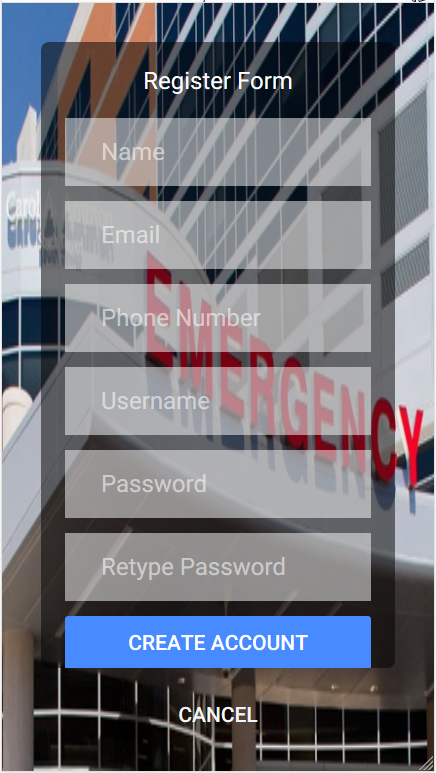 Register Form
Name
Email
Phone Number
EMERGENCY
Username
Password
Retype Password
CREATE ACCOUNT
CANCEL